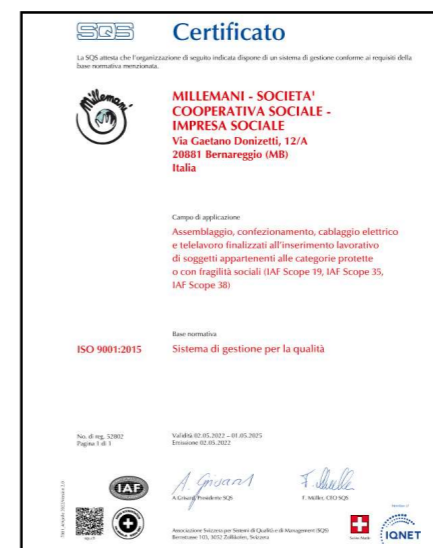 SQS
Certificato
La SQS attesta che l'organizzazione di seguito indicata dispone di un sistema di gestione conforme ai requisiti della
base normativa menzionata.
Millemani
MILLEMANI - SOCIETA'
COOPERATIVA SOCIALE -
IMPRESA SOCIALE
Via Gaetano Donizetti, 12/A
20881 Bernareggio (MB)
Italia
Campo di applicazione
Assemblaggio, confezionamento, cablaggio elettrico
e telelavoro finalizzati all'inserimento lavorativo
di soggetti appartenenti alle categorie protette
o con fragilità sociali (IAF Scope 19, IAF Scope 35,
IAF Scope 38)
Base normativa
ISO 9001:2015 Sistema di gestione per la qualità
No. di reg. 52802
Pagina 1 di 1
Validità 02.05.2022 – 01.05.2025
Emissione 02.05.2022
A. Grisard
A. Grisard, Presidente SQS
F. Müller, CEO SQS
IAF
Associazione Svizzera per Sistemi di Qualità e di Management (SQS)
Bernstrasse 103, 3052 Zollikofen, Svizzera
Swiss Made
IQNET